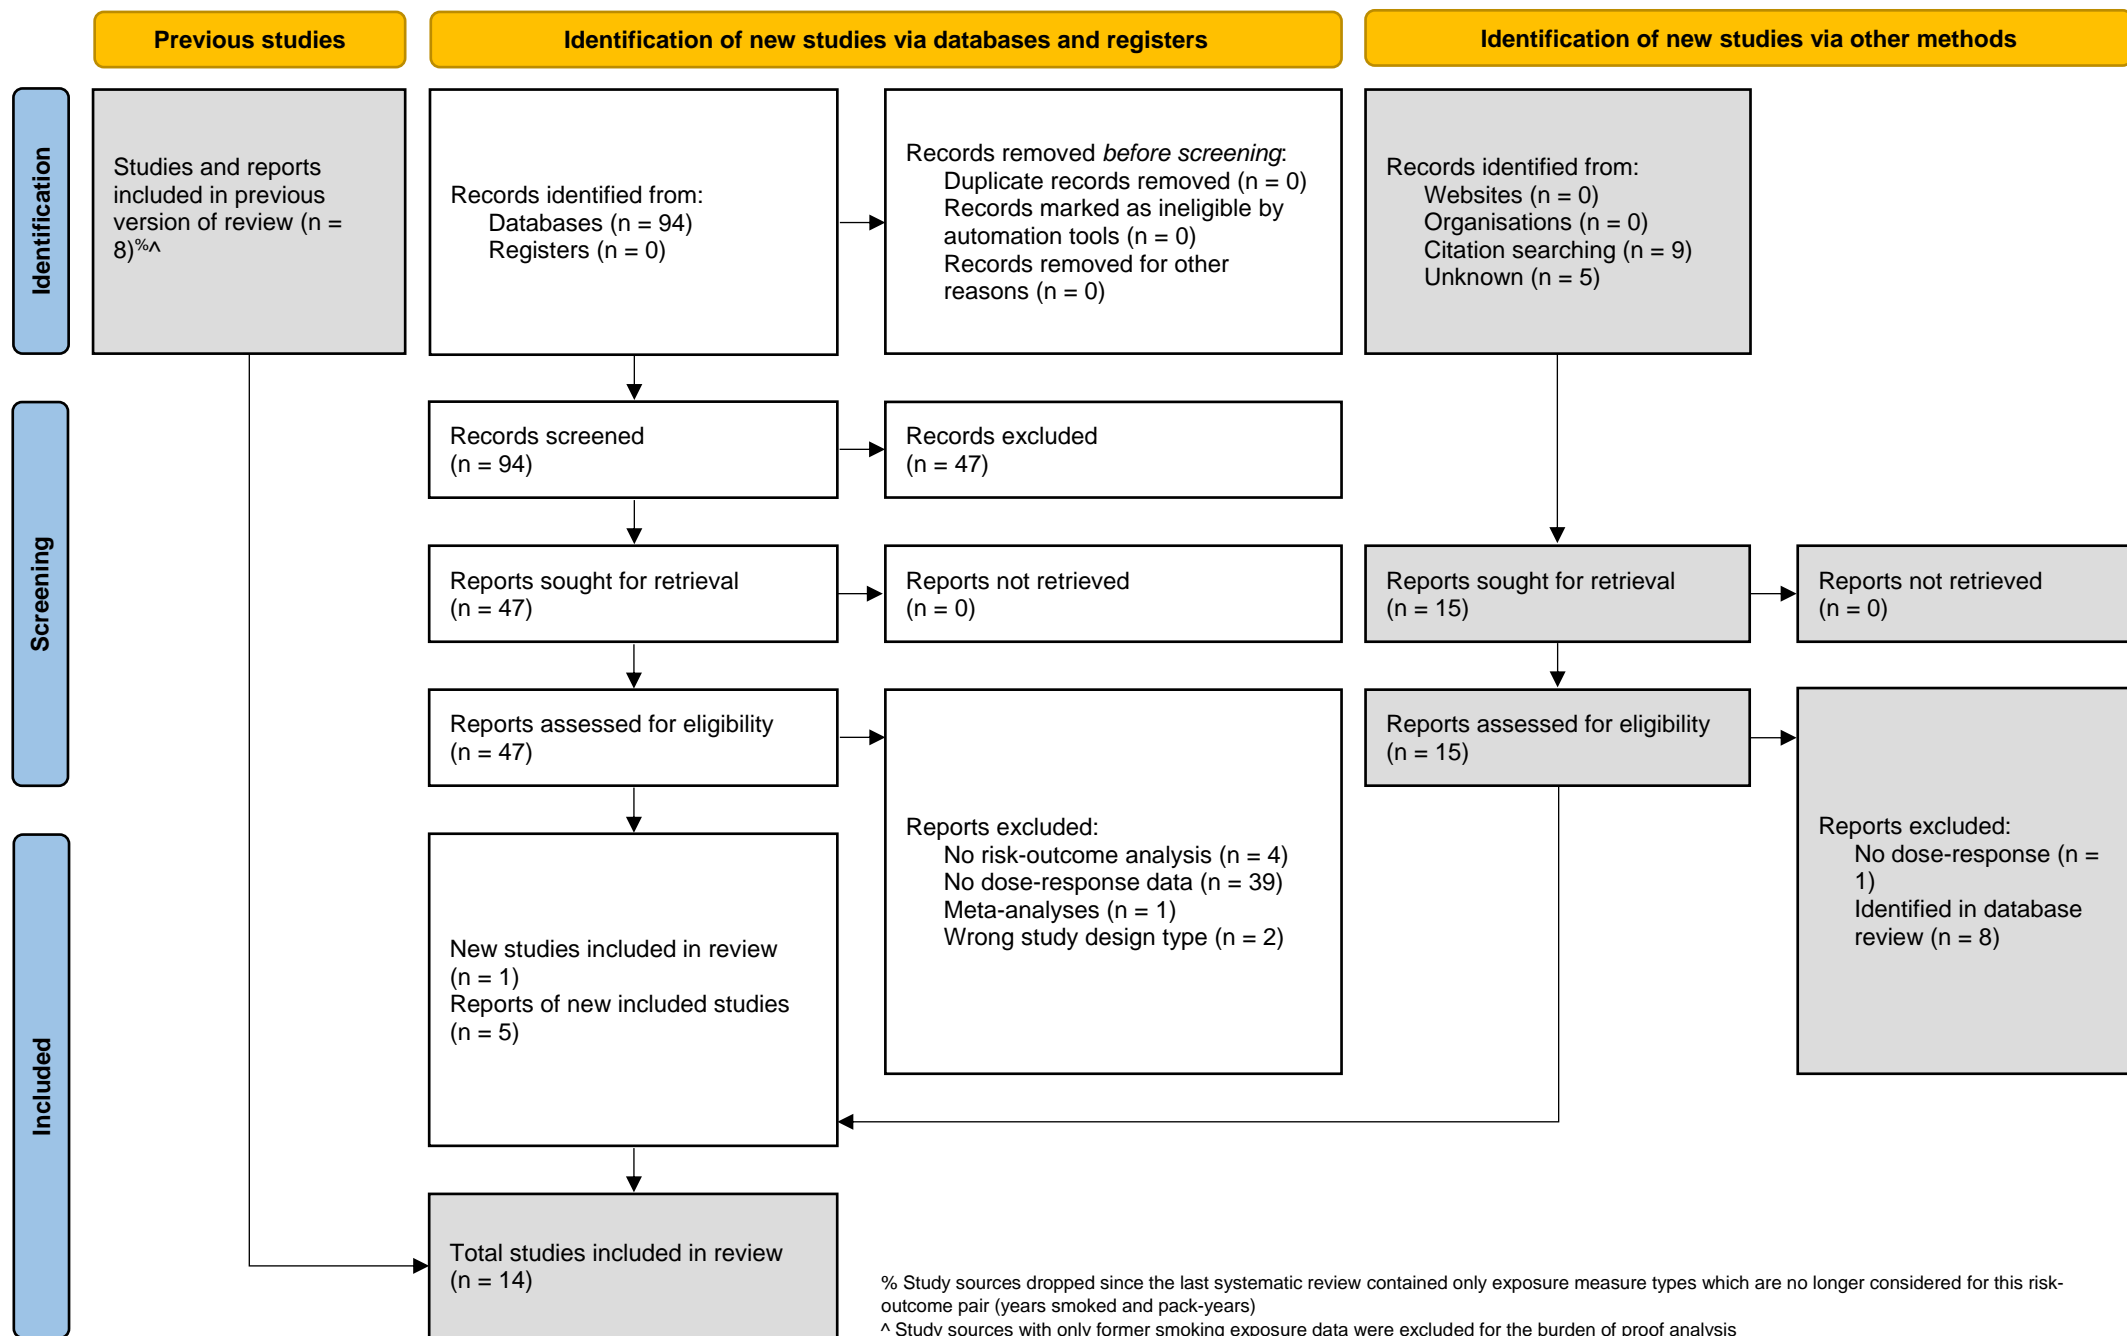 Previous studies
Identification of new studies via databases and registers
Identification of new studies via other methods
Identification
Studies and reports
included in previous
version of review (n =
8)%^
Records identified from:
Databases (n = 94)
Registers (n = 0)
Records removed before screening:
Duplicate records removed (n = 0)
Records marked as ineligible by
automation tools (n = 0)
Records removed for other
reasons (n = 0)
Records identified from:
Websites (n = 0)
Organisations (n = 0)
Citation searching (n = 9)
Unknown (n = 5)
Screening
Records screened
(n = 94)
Records excluded
(n = 47)
Reports sought for retrieval
(n = 47)
Reports not retrieved
(n = 0)
Reports sought for retrieval
(n = 15)
Reports not retrieved
(n = 0)
Reports assessed for eligibility
(n = 47)
Reports excluded:
No risk-outcome analysis (n = 4)
No dose-response data (n = 39)
Meta-analyses (n = 1)
Wrong study design type (n = 2)
Reports assessed for eligibility
(n = 15)
Reports excluded:
No dose-response (n =
1)
Identified in database
review (n = 8)
Included
New studies included in review
(n = 1)
Reports of new included studies
(n = 5)
Total studies included in review
(n = 14)
% Study sources dropped since the last systematic review contained only exposure measure types which are no longer considered for this risk-
outcome pair (years smoked and pack-years)
^ Study sources with only former smoking exposure data were excluded for the burden of proof analysis